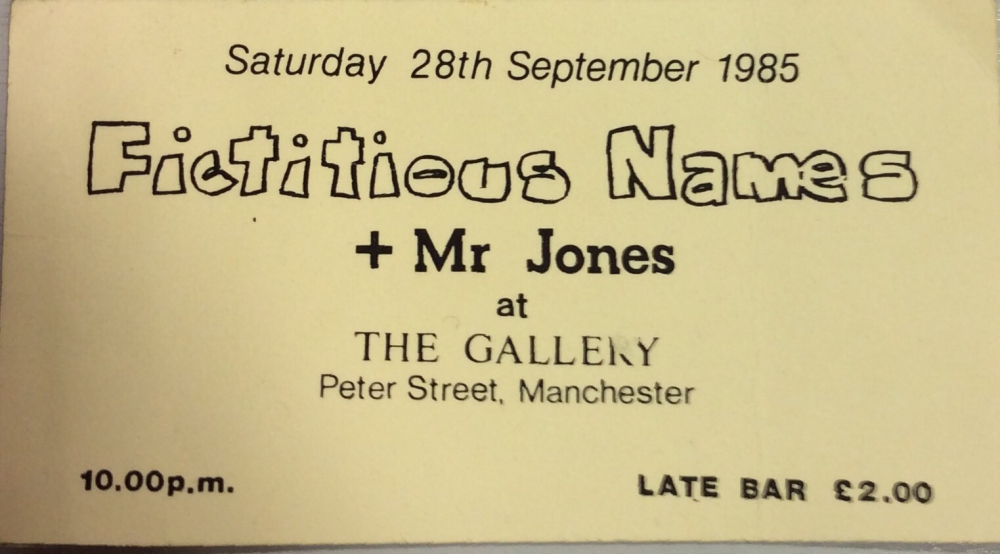 Saturday 28th September 1985
Fictitious Names
+ Mr Jones
at
THE GALLERY
Peter Street, Manchester
10.00p.m.
LATE BAR £2.00